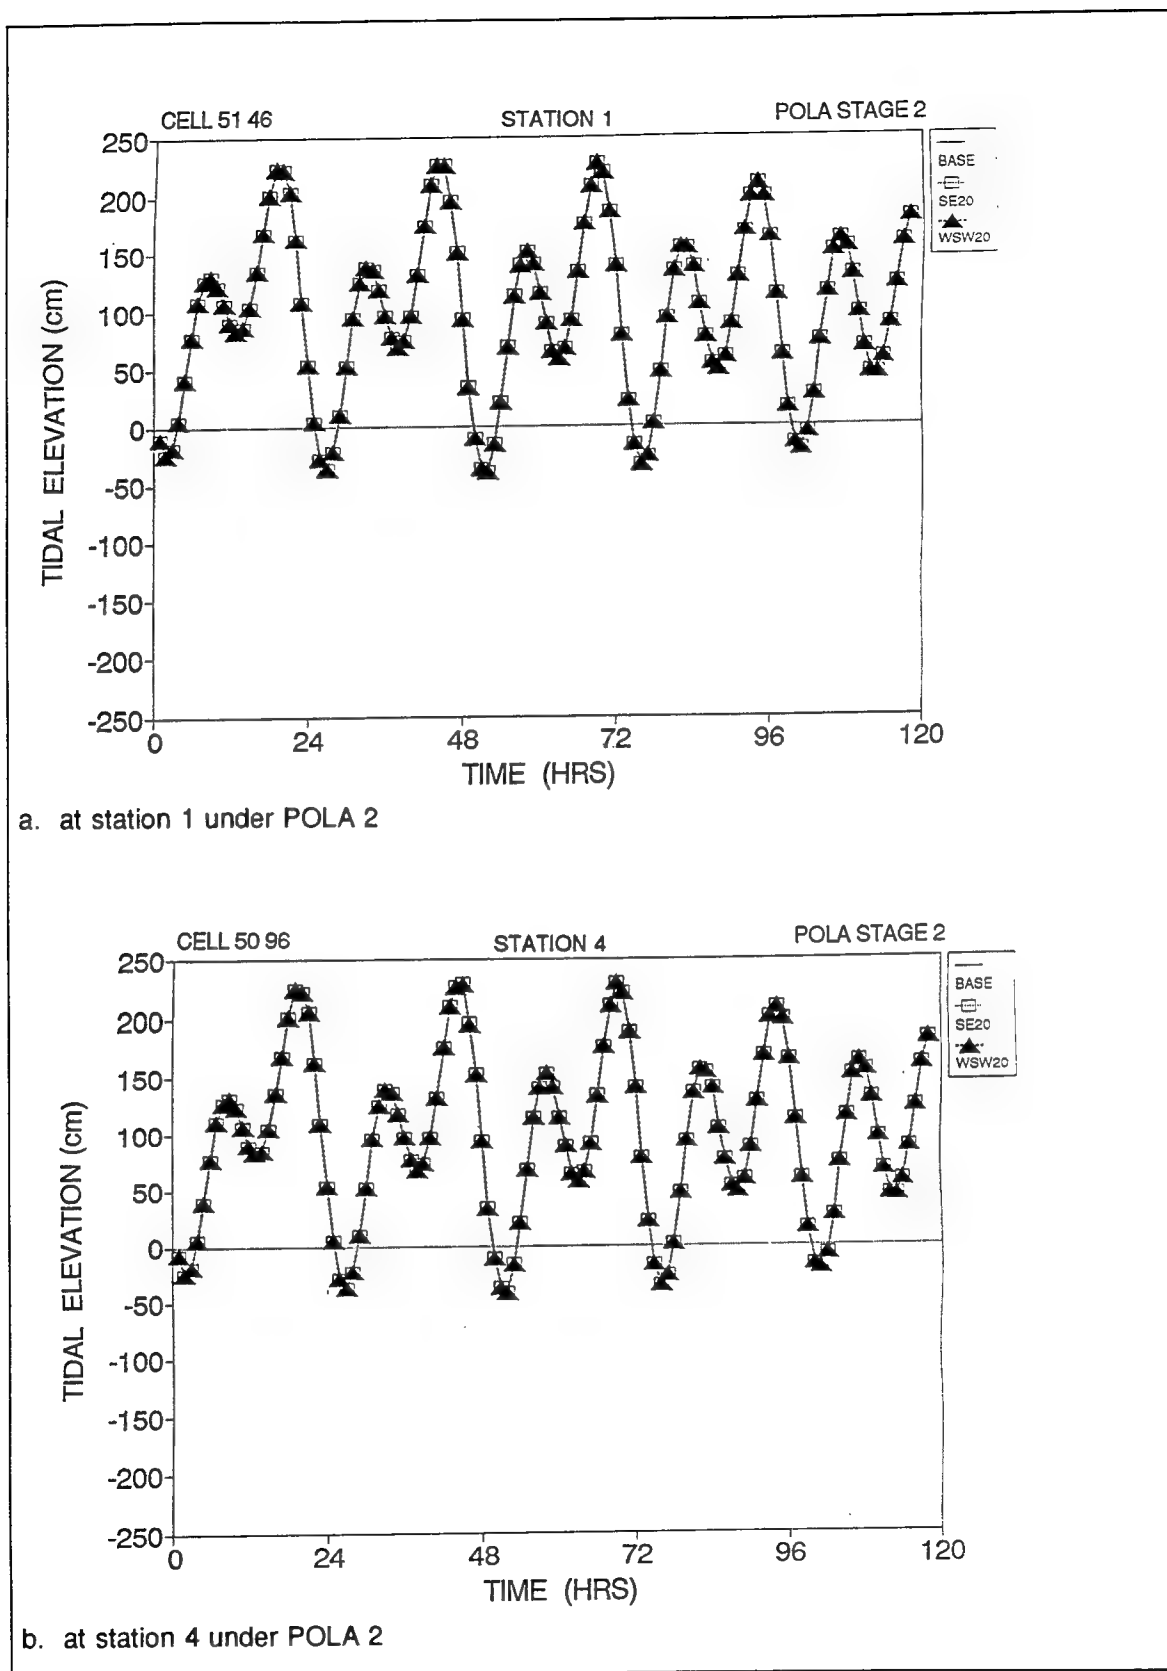 CELL 51 46 STATION 1 POLA STAGE 2
BASE
SE20
WSW20
250
200
150
100
50
0
-50
-100
-150
-200
-250
TIDAL ELEVATION (cm)
0 24 48 72 96 120
TIME (HRS)
a. at station 1 under POLA 2
CELL 50 96 STATION 4 POLA STAGE 2
BASE
SE20
WSW20
250
200
150
100
50
0
-50
-100
-150
-200
-250
TIDAL ELEVATION (cm)
0 24 48 72 96 120
TIME (HRS)
b. at station 4 under POLA 2